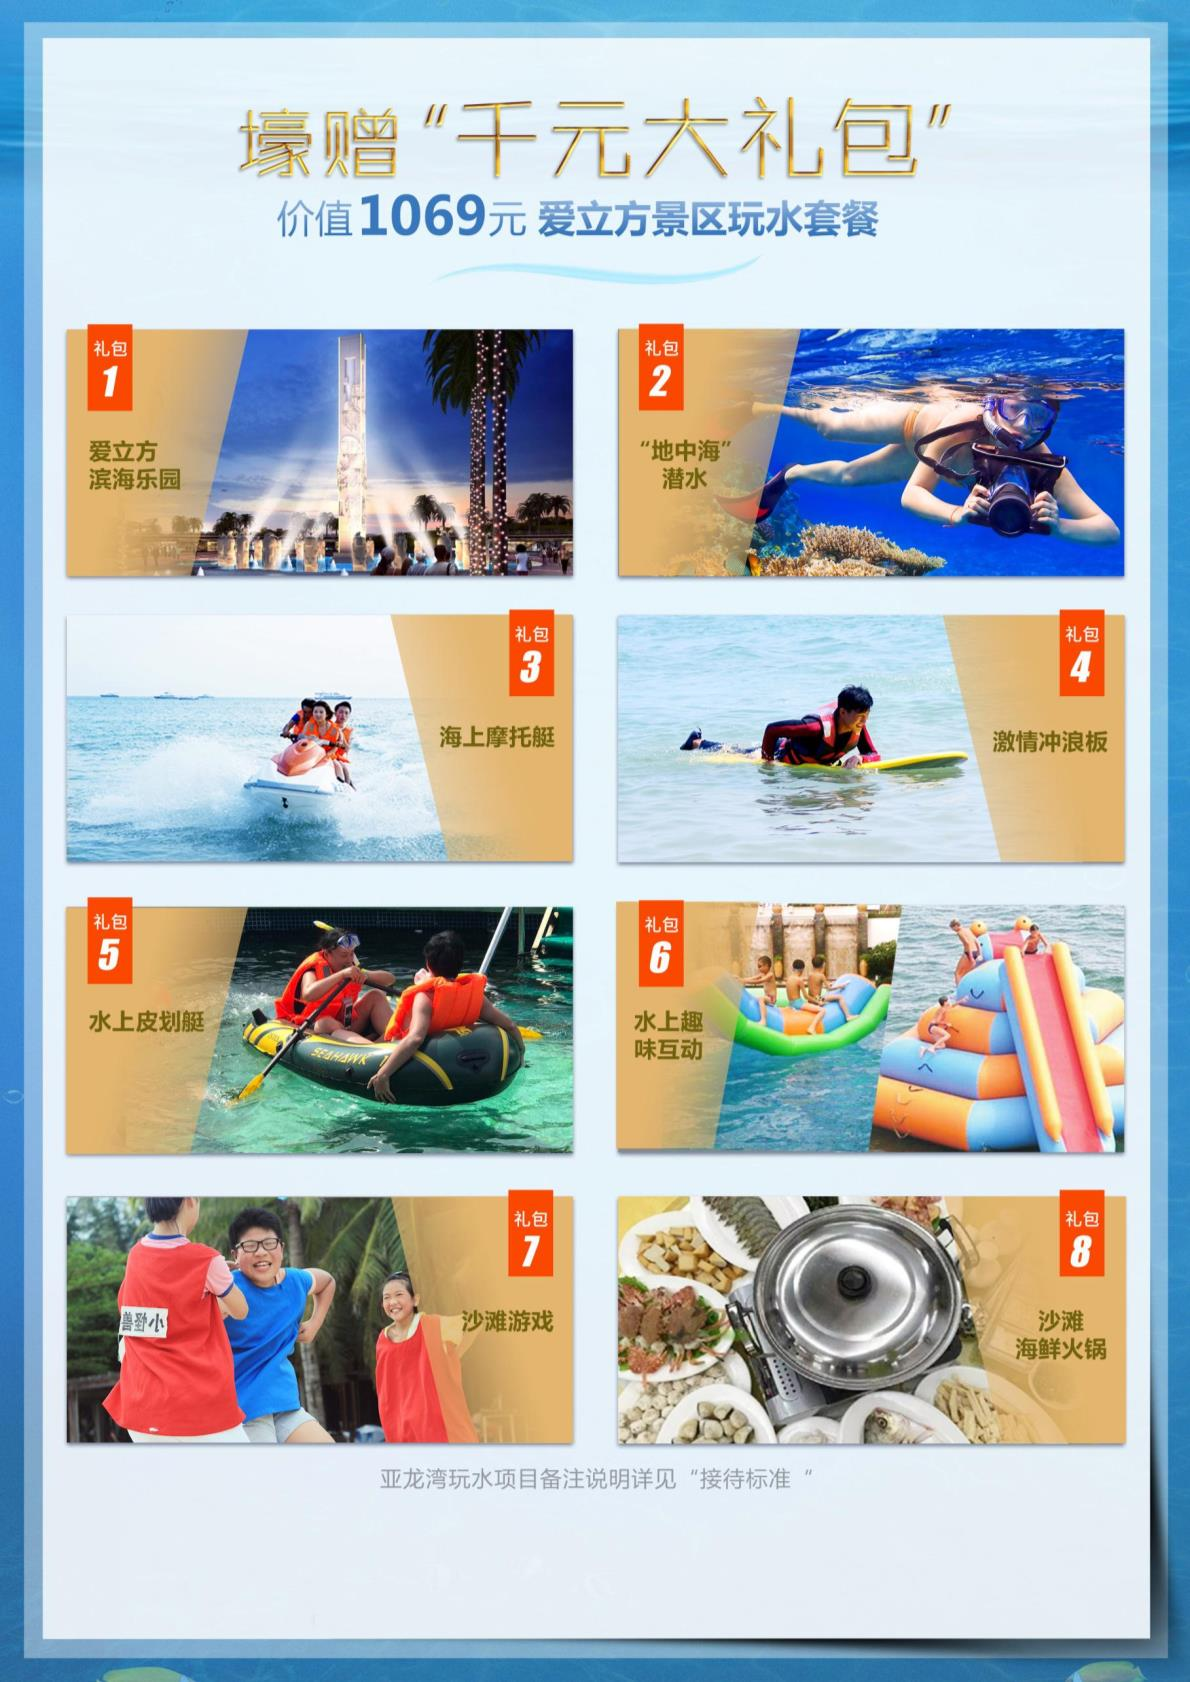 壕赠“千元大礼包”
价值1069元 爱立方景区玩水套餐
礼包
1
爱立方
滨海乐园
礼包
2
“地中海”
潜水
礼包
3
海上摩托艇
礼包
4
激情冲浪板
礼包
5
水上皮划艇
SEAHAWK
礼包
6
水上趣
味互动
礼包
7
沙滩游戏
小怪兽
礼包
8
沙滩
海鲜火锅
亚龙湾玩水项目备注说明详见“接待标准“